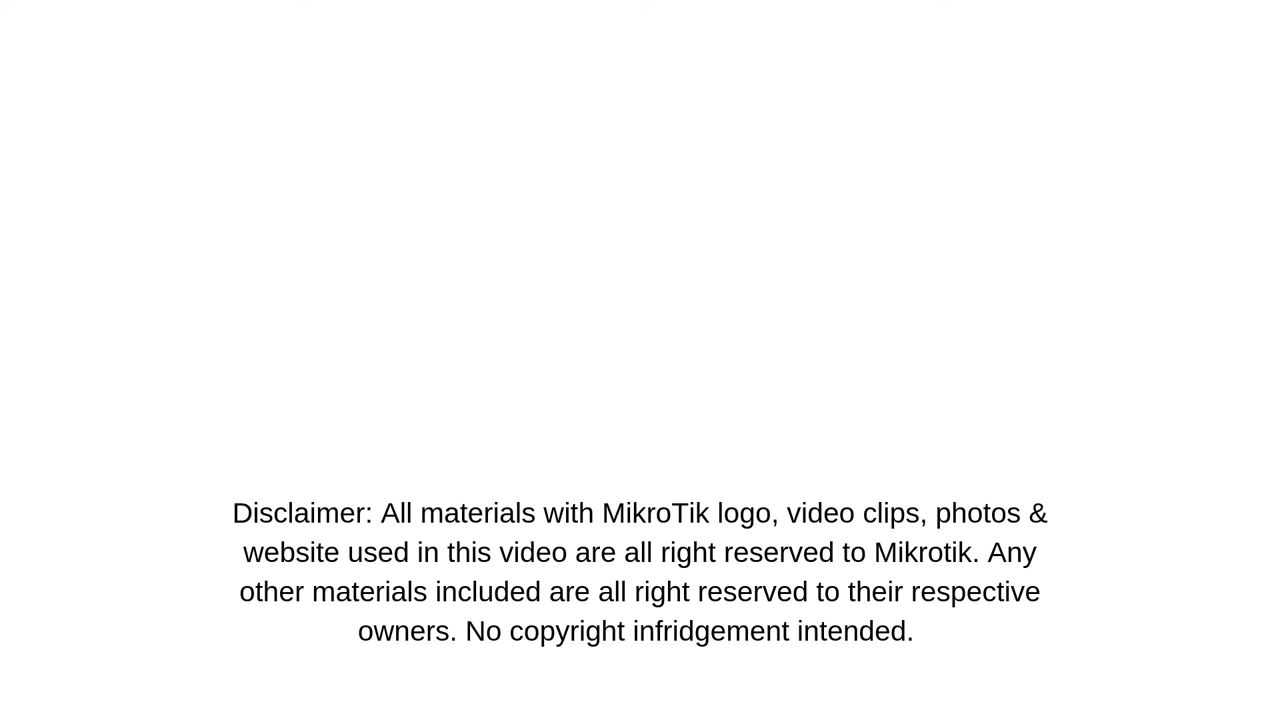 Disclaimer: All materials with MikroTik logo, video clips, photos &
website used in this video are all right reserved to Mikrotik. Any
other materials included are all right reserved to their respective
owners. No copyright infridgement intended.